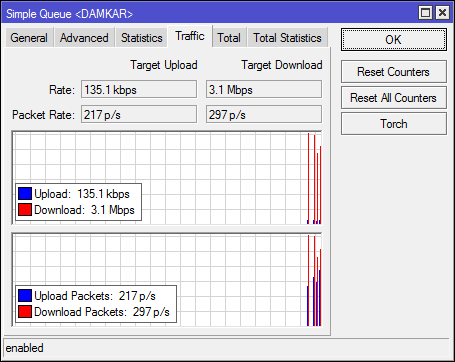 Simple Queue <DAMKAR>
General Advanced Statistics Traffic Total Total Statistics
OK
Reset Counters
Reset All Counters
Torch
Target Upload Target Download
Rate: 135.1 kbps 3.1 Mbps
Packet Rate: 217 p/s 297 p/s
Upload: 135.1 kbps
Download: 3.1 Mbps
Upload Packets: 217 p/s
Download Packets: 297 p/s
enabled